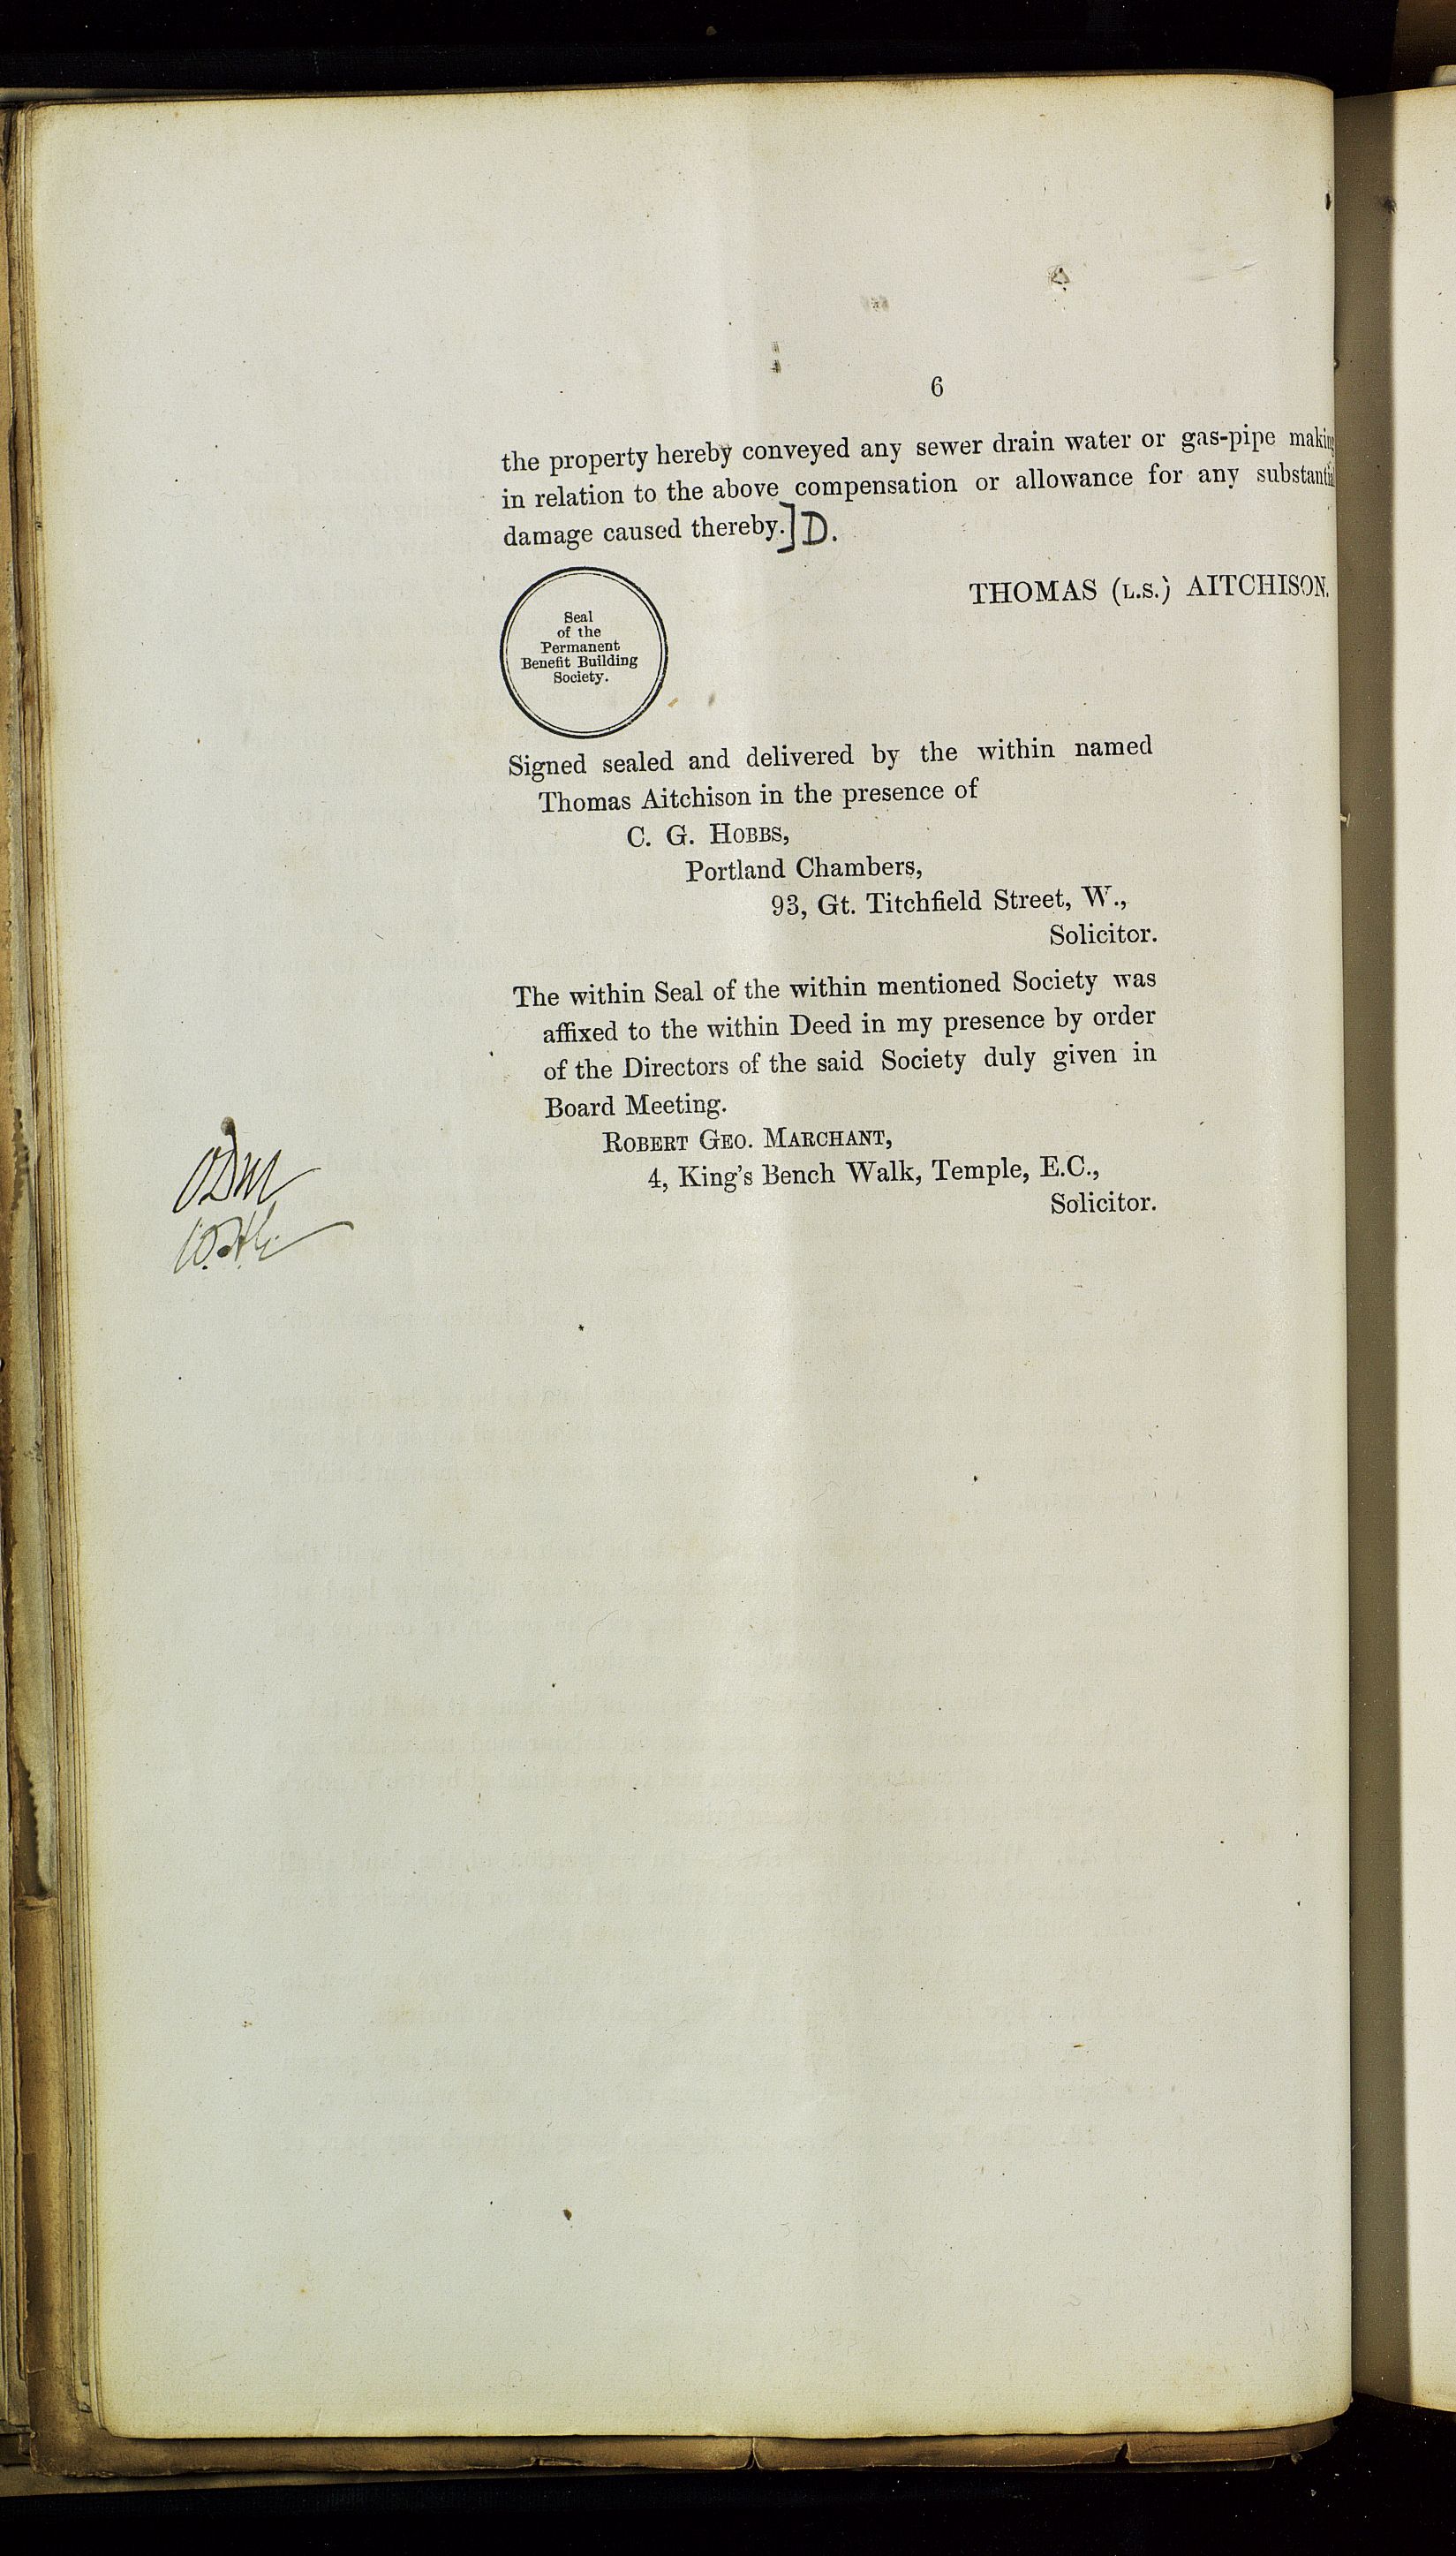 6
the property hereby conveyed any sewer drain water or gas-pipe making
in relation to the above compensation or allowance for any substantial
damage caused thereby.] D.
THOMAS (L.S.) AITCHISON.
Seal
of the
Permanent
Benefit Building
Society.
Signed sealed and delivered by the within named
Thomas Aitchison in the presence of
C. G. HOBBS,
Portland Chambers,
93, Gt. Titchfield Street, W.,
Solicitor.
The within Seal of the within mentioned Society was
affixed to the within Deed in my presence by order
of the Directors of the said Society duly given in
Board Meeting.
ROBERT GEO. MARCHANT,
4, King's Bench Walk, Temple, E.C.,
Solicitor.